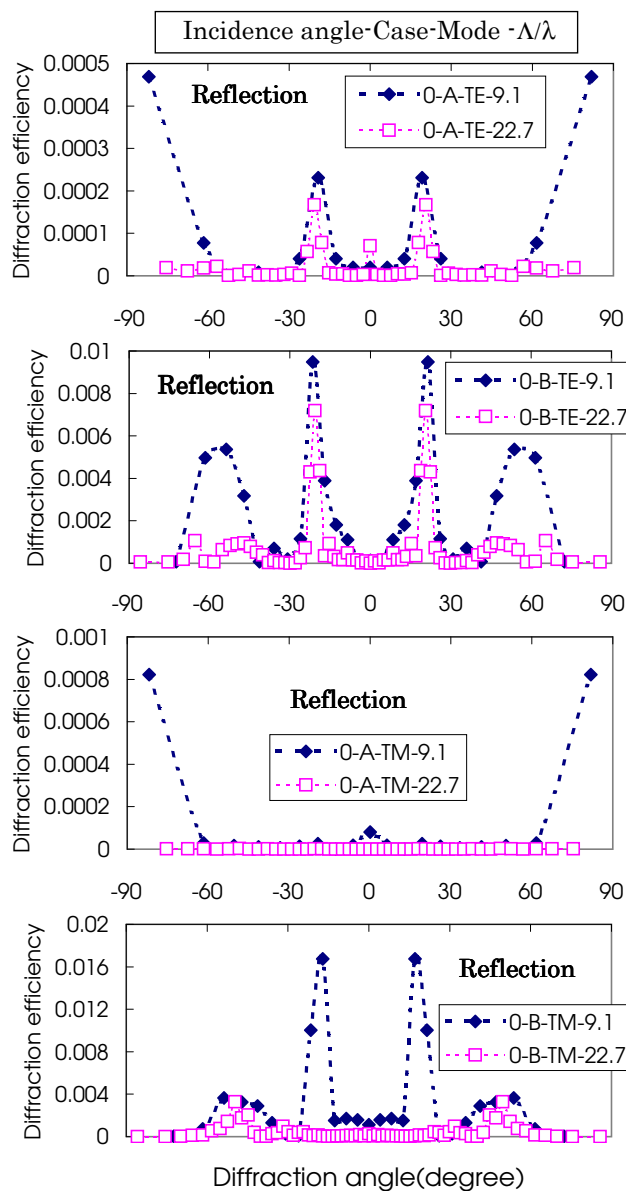 Incidence angle-Case-Mode -Λ/λ
Diffraction efficiency
0.0005
0.0004
0.0003
0.0002
0.0001
0
Reflection
0-A-TE-9.1
0-A-TE-22.7
-90 -60 -30 0 30 60 90
Diffraction efficiency
0.01
0.008
0.006
0.004
0.002
0
Reflection
0-B-TE-9.1
0-B-TE-22.7
-90 -60 -30 0 30 60 90
Diffraction efficiency
0.001
0.0008
0.0006
0.0004
0.0002
0
Reflection
0-A-TM-9.1
0-A-TM-22.7
-90 -60 -30 0 30 60 90
Diffraction efficiency
0.02
0.016
0.012
0.008
0.004
0
Reflection
0-B-TM-9.1
0-B-TM-22.7
Diffraction angle(degree)